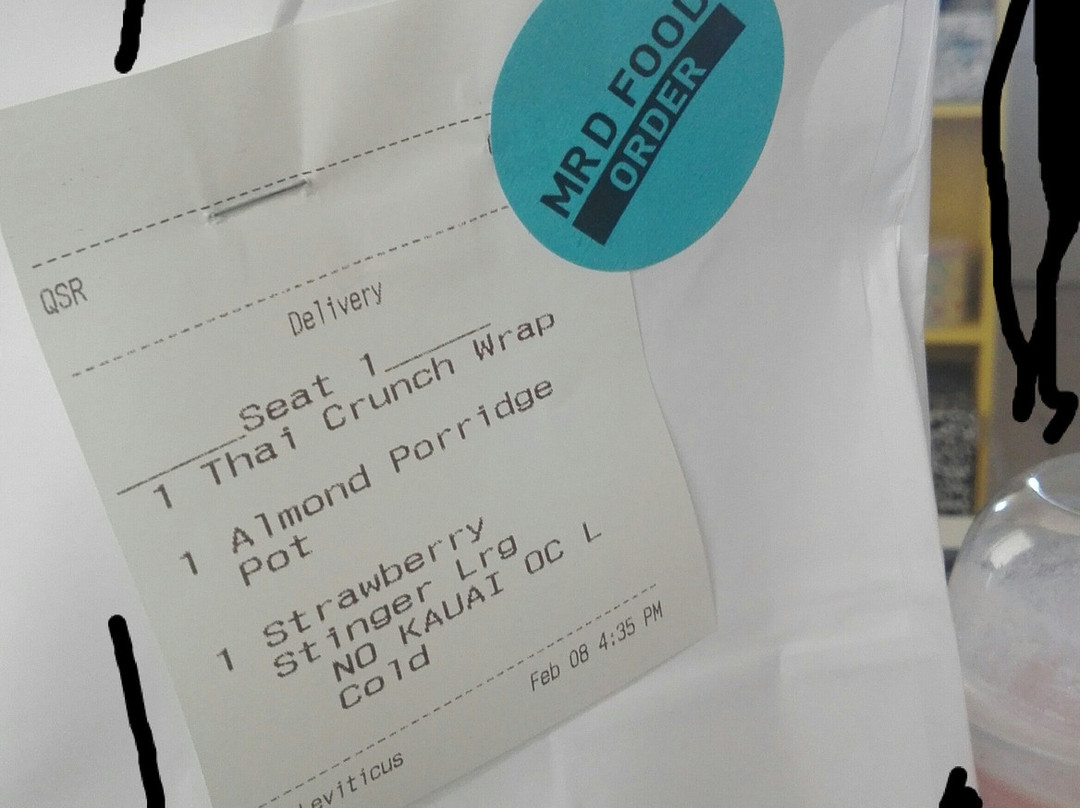 MR D FOOD
ORDER
QSR
Delivery
Seat 1
1 Thai Crunch Wrap
1 Almond Porridge
Pot
1 Strawberry
Stinger Lrg
NO KAUAI OC L
Cold
Feb 08 4:35 PM
Leviticus